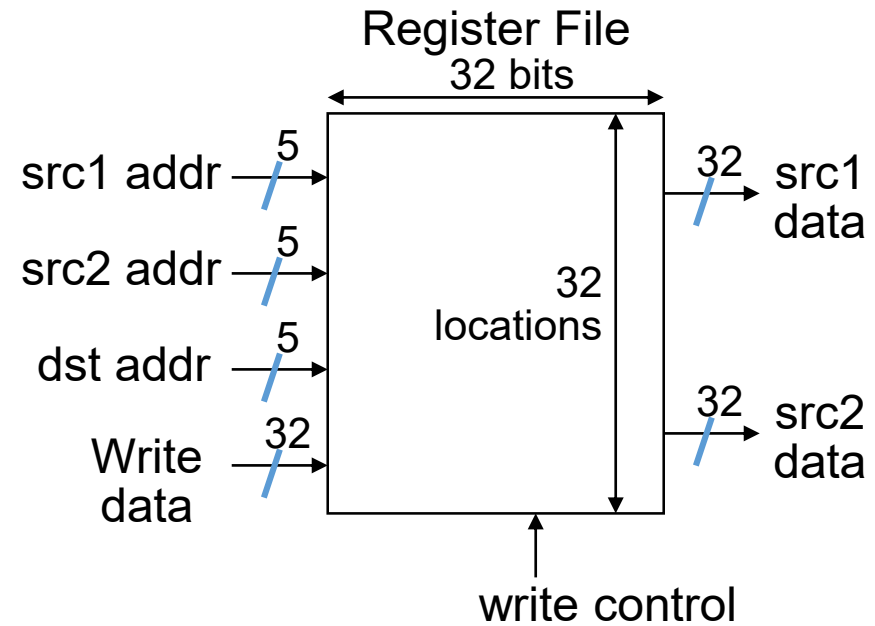 Register File
32 bits
src1 addr
5
src2 addr
5
dst addr
5
Write
data
32
32
locations
32
src1
data
32
src2
data
write control